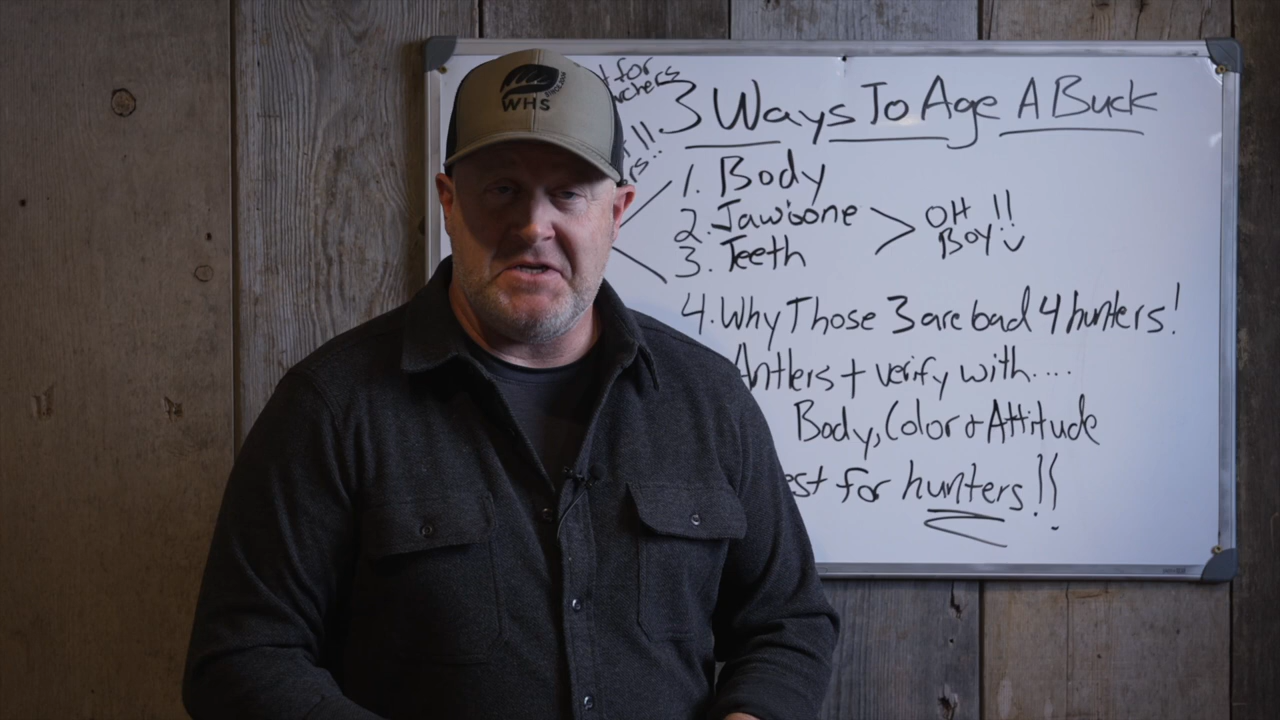 WHS
3 Ways To Age A Buck
for
1. Body
2. Jawbone
3. Teeth
OH !!
BOY!
4. Why Those 3 are bad 4 hunters!
Antlers + verify with....
Body, Color & Attitude
est for hunters!!